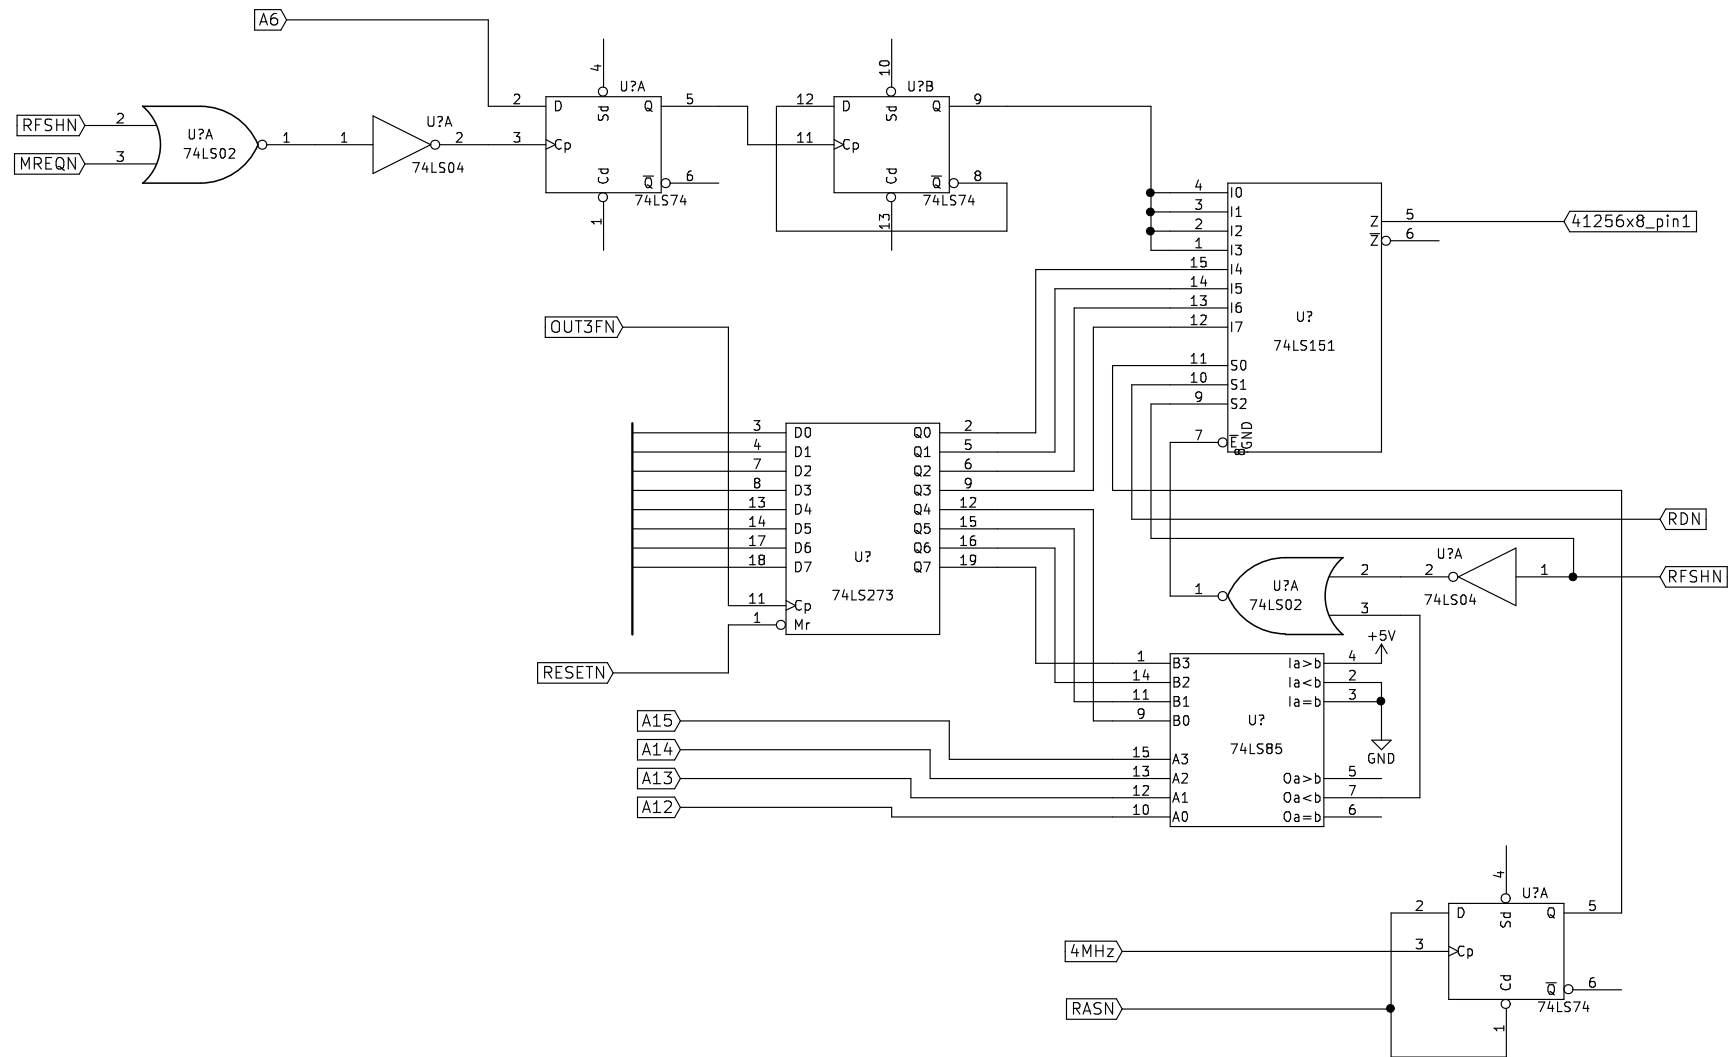 A6
4
U?A
2
D
Sd
Q
5
3
Cp
Cd
Q
6
74LS74
1
10
U?B
12
D
Sd
Q
9
11
Cp
Cd
Q
8
74LS74
13
RFSHN
2
MREQN
3
U?A
74LS02
1
1
U?A
2
74LS04
4
I0
3
I1
2
I2
1
I3
15
I4
14
I5
13
I6
12
I7
11
S0
10
S1
9
S2
7
E
8
GND
U?
74LS151
Z
5
Z
6
41256x8_pin1
OUT3FN
3
D0
Q0
2
4
D1
Q1
5
7
D2
Q2
6
8
D3
Q3
9
13
D4
Q4
12
14
D5
Q5
15
17
D6
Q6
16
18
D7
Q7
19
U?
74LS273
11
Cp
1
Mr
RESETN
RDN
RFSHN
U?A
2
1
74LS04
U?A
74LS02
1
2
3
+5V
1
B3
Ia>b
4
14
B2
Ia<b
2
11
B1
Ia=b
3
9
B0
U?
74LS85
GND
A15
15
A3
A14
13
A2
Oa>b
5
A13
12
A1
Oa<b
7
A12
10
A0
Oa=b
6
4
U?A
2
D
Sd
Q
5
4MHz
3
Cp
Cd
Q
6
74LS74
RASN
1